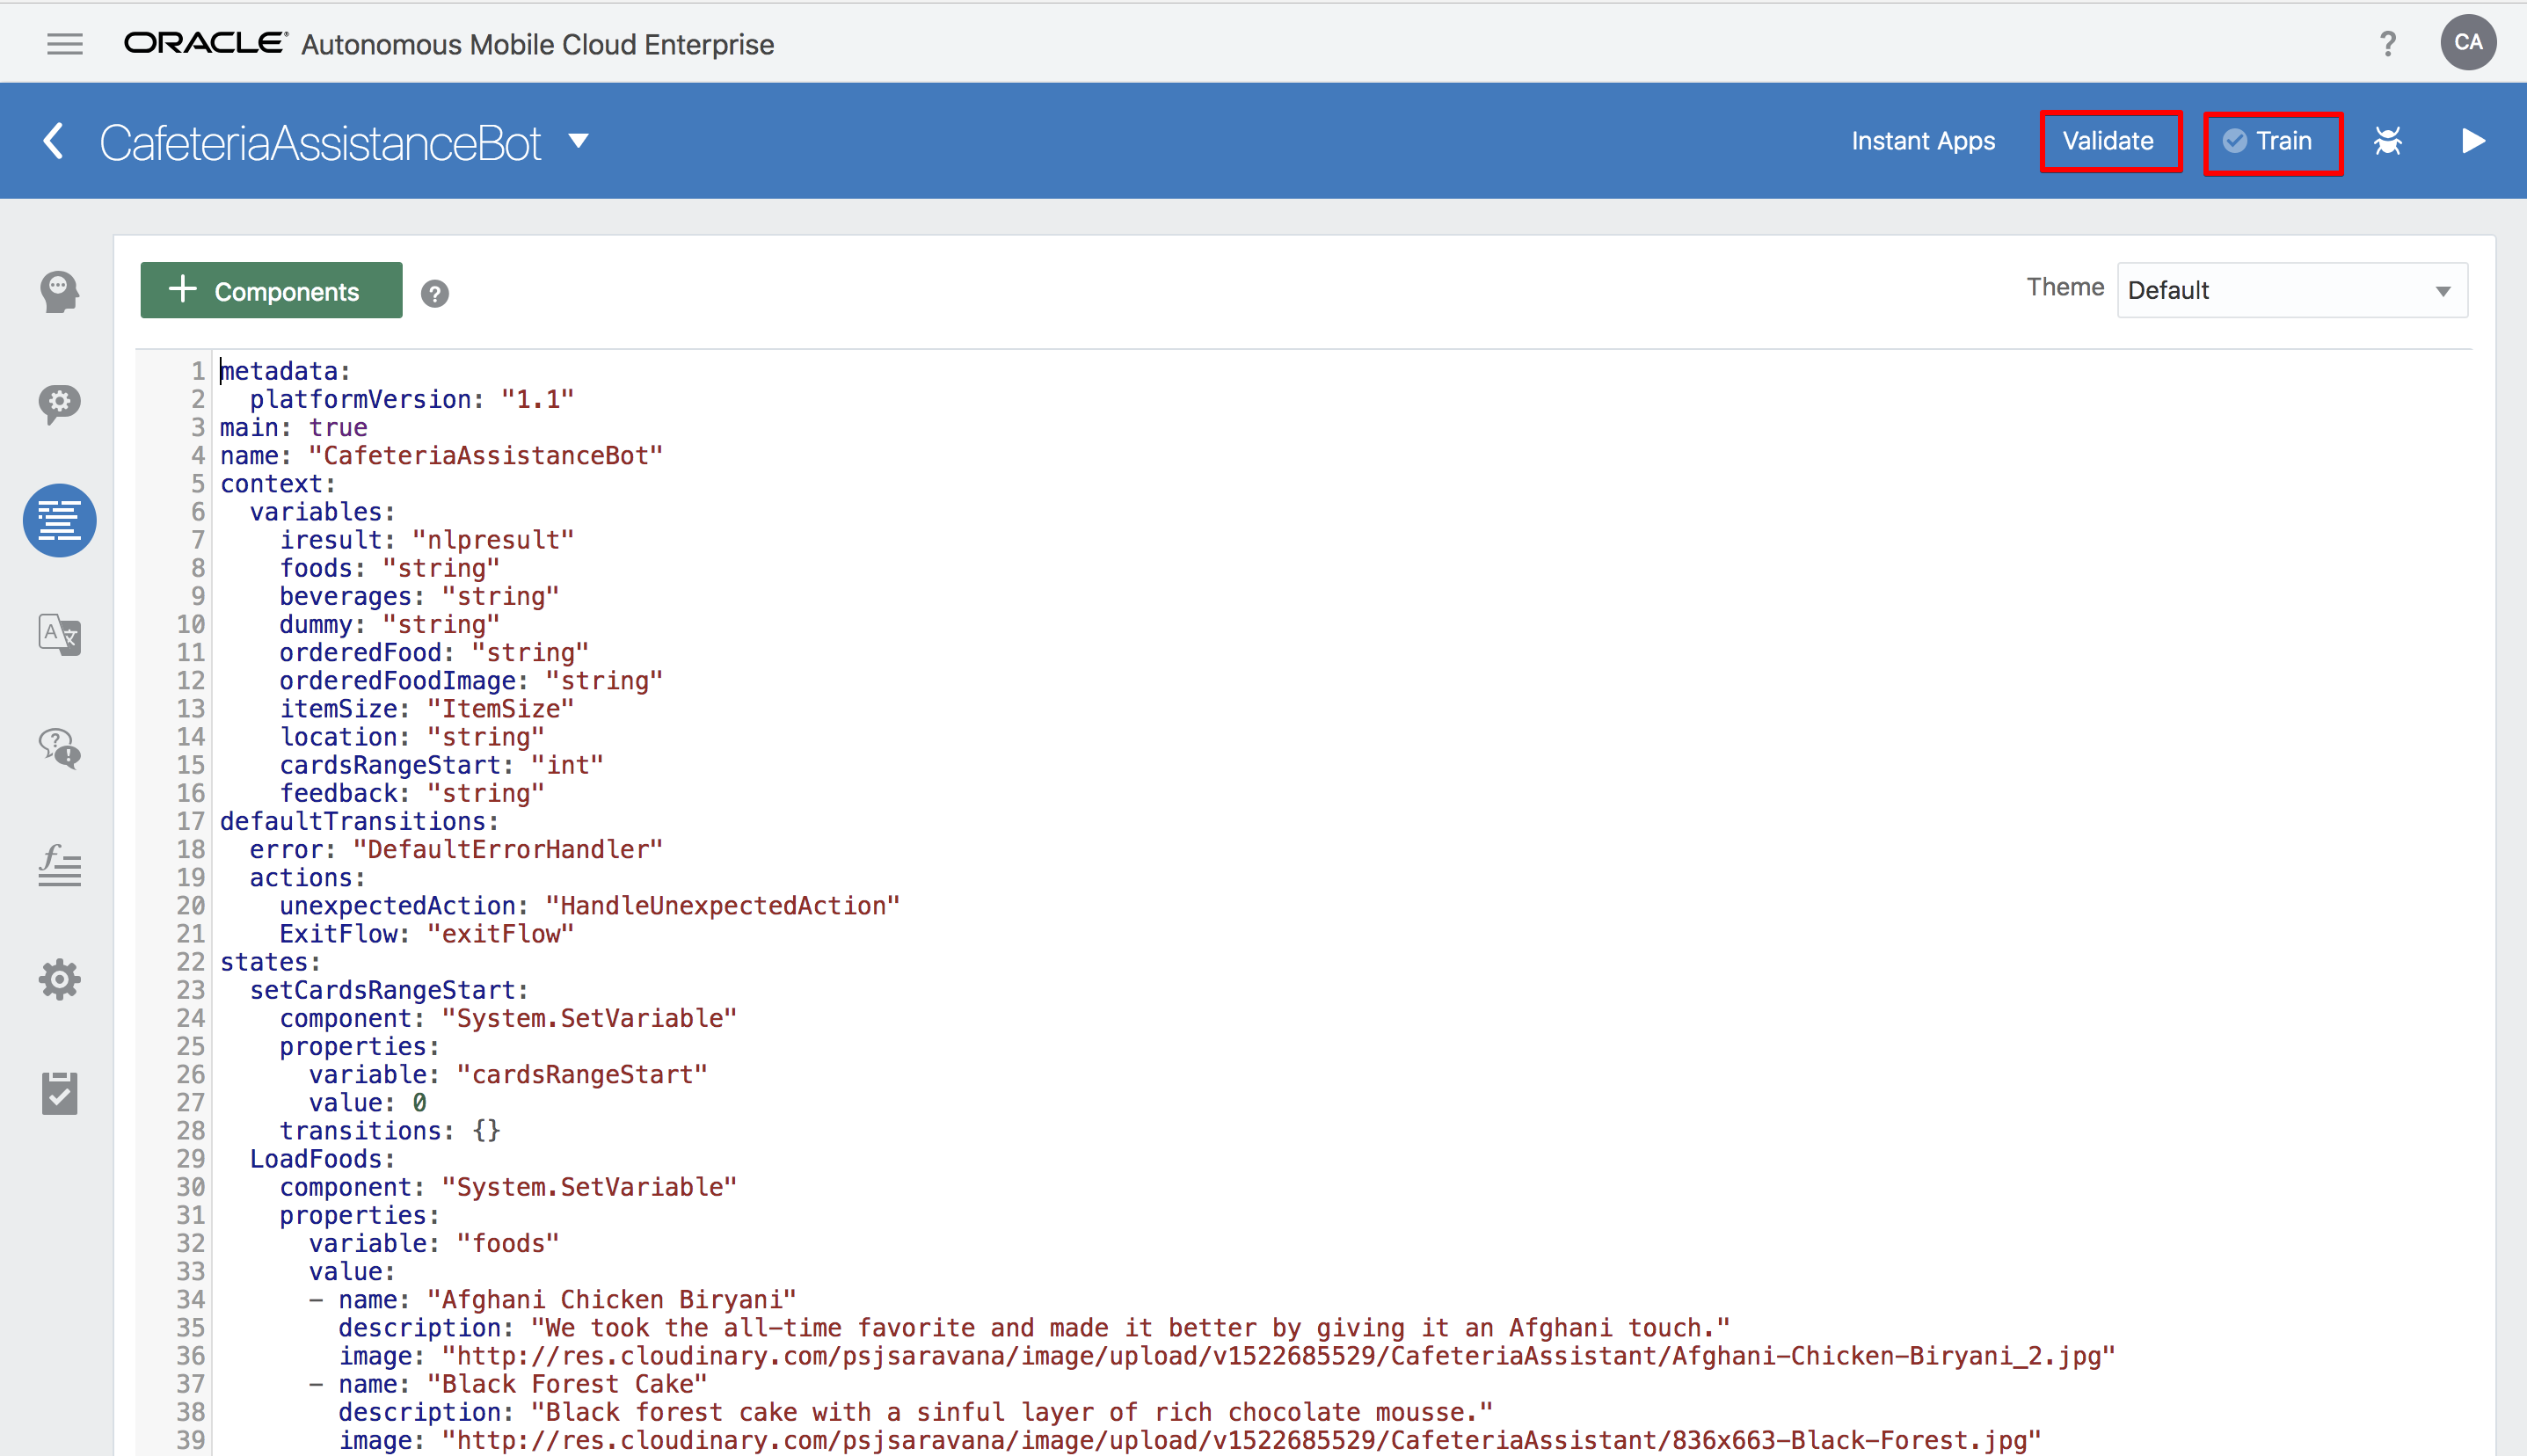 ORACLE® Autonomous Mobile Cloud Enterprise
? CA
CafeteriaAssistanceBot
Instant Apps Validate Train
+ Components ?
Theme Default
1 metadata:
2   platformVersion: "1.1"
3 main: true
4 name: "CafeteriaAssistanceBot"
5 context:
6   variables:
7     iresult: "nlpresult"
8     foods: "string"
9     beverages: "string"
10     dummy: "string"
11     orderedFood: "string"
12     orderedFoodImage: "string"
13     itemSize: "ItemSize"
14     location: "string"
15     cardsRangeStart: "int"
16     feedback: "string"
17 defaultTransitions:
18   error: "DefaultErrorHandler"
19   actions:
20     unexpectedAction: "HandleUnexpectedAction"
21     ExitFlow: "exitFlow"
22 states:
23   setCardsRangeStart:
24     component: "System.SetVariable"
25     properties:
26       variable: "cardsRangeStart"
27       value: 0
28     transitions: {}
29   LoadFoods:
30     component: "System.SetVariable"
31     properties:
32       variable: "foods"
33       value:
34       - name: "Afghani Chicken Biryani"
35         description: "We took the all-time favorite and made it better by giving it an Afghani touch."
36         image: "http://res.cloudinary.com/psjsaravana/image/upload/v1522685529/CafeteriaAssistant/Afghani-Chicken-Biryani_2.jpg"
37       - name: "Black Forest Cake"
38         description: "Black forest cake with a sinful layer of rich chocolate mousse."
39         image: "http://res.cloudinary.com/psjsaravana/image/upload/v1522685529/CafeteriaAssistant/836x663-Black-Forest.jpg"